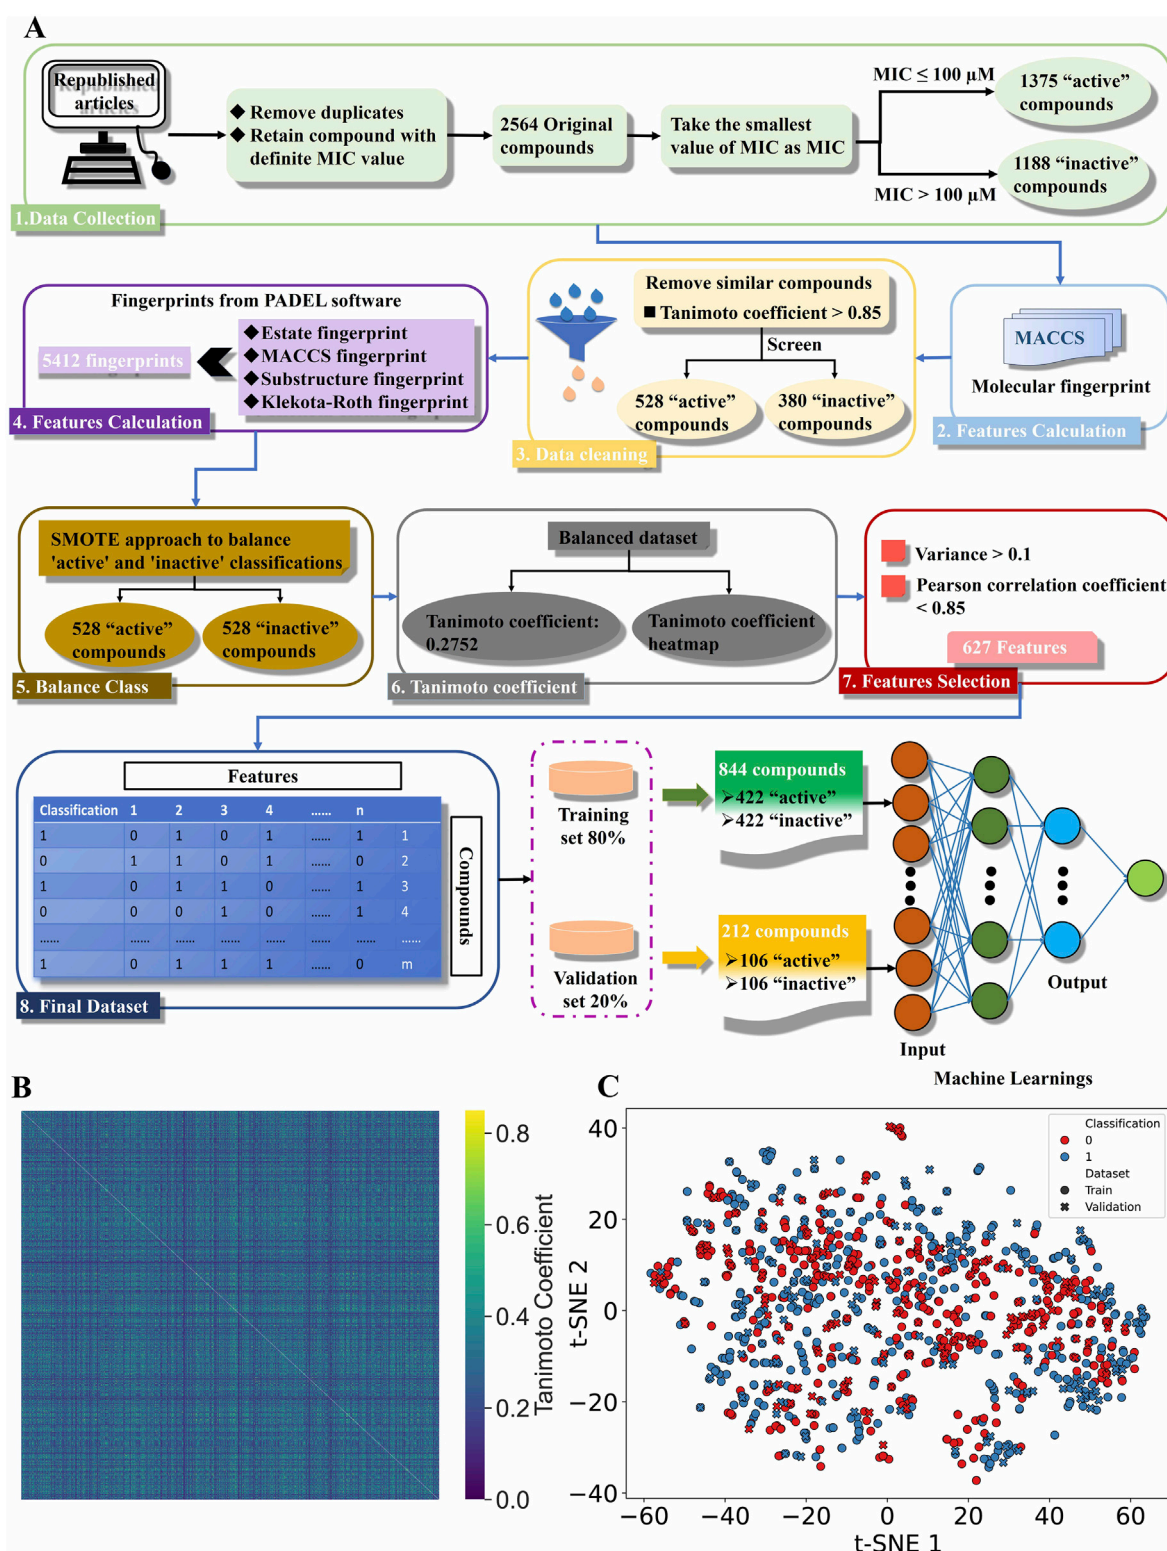 A
Republished
articles
◆ Remove duplicates
◆ Retain compound with
definite MIC value
2564 Original
compounds
Take the smallest
value of MIC as MIC
MIC ≤ 100 μM
1375 “active”
compounds
MIC > 100 μM
1188 “inactive”
compounds
1.Data Collection
Fingerprints from PADEL software
5412 fingerprints
◆ Estate fingerprint
◆ MACCS fingerprint
◆ Substructure fingerprint
◆ Klekota-Roth fingerprint
4. Features Calculation
Remove similar compounds
■ Tanimoto coefficient > 0.85
Screen
528 “active”
compounds
380 “inactive”
compounds
3. Data cleaning
MACCS
Molecular fingerprint
2. Features Calculation
SMOTE approach to balance
'active' and 'inactive' classifications
528 “active”
compounds
528 “inactive”
compounds
5. Balance Class
Balanced dataset
Tanimoto coefficient:
0.2752
Tanimoto coefficient
heatmap
6. Tanimoto coefficient
Variance > 0.1
Pearson correlation coefficient
< 0.85
627 Features
7. Features Selection
Features
Classification 1 2 3 4 ...... n
1 0 1 0 1 ...... 1 1
0 1 1 0 1 ...... 0 2
1 0 1 1 0 ...... 1 3
0 0 0 1 0 ...... 1 4
...... ...... ...... ...... ...... ...... ...... ......
1 0 1 1 1 ...... 0 m
Compounds
8. Final Dataset
Training
set 80%
Validation
set 20%
844 compounds
➢422 “active”
➢422 “inactive”
212 compounds
➢106 “active”
➢106 “inactive”
Input
Output
Machine Learnings
B
0.8
0.6
0.4
0.2
0.0
Tanimoto Coefficient
C
Classification
0
1
Dataset
Train
Validation
40
20
0
−20
−40
t-SNE 2
−60 −40 −20 0 20 40 60
t-SNE 1